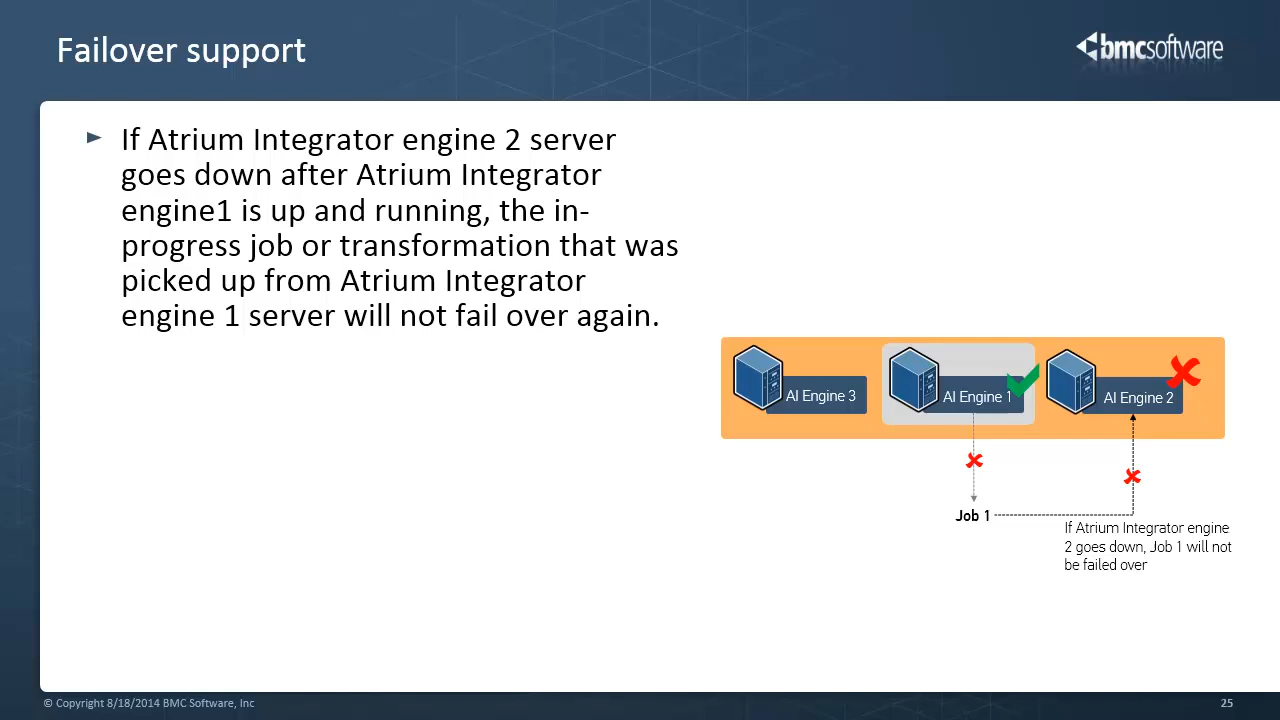 Failover support
bmcsoftware
If Atrium Integrator engine 2 server
goes down after Atrium Integrator
engine1 is up and running, the in-
progress job or transformation that was
picked up from Atrium Integrator
engine 1 server will not fail over again.
AI Engine 3
AI Engine 1
AI Engine 2
Job 1
If Atrium Integrator engine
2 goes down, Job 1 will not
be failed over
© Copyright 8/18/2014 BMC Software, Inc
25